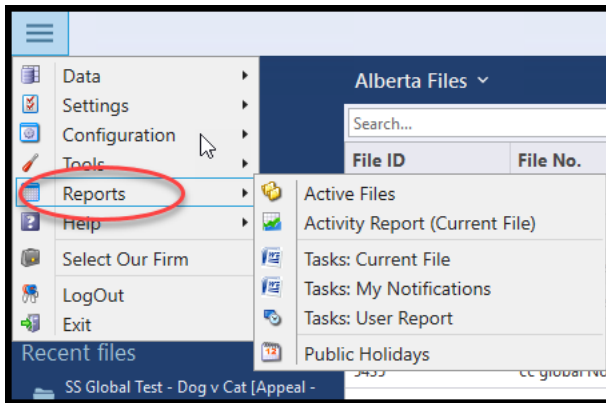 Data
Settings
Configuration
Tools
Reports
Help
Select Our Firm
LogOut
Exit
Recent files
SS Global Test - Dog v Cat [Appeal -
Alberta Files
Search...
File ID File No.
Active Files
Activity Report (Current File)
Tasks: Current File
Tasks: My Notifications
Tasks: User Report
12
Public Holidays